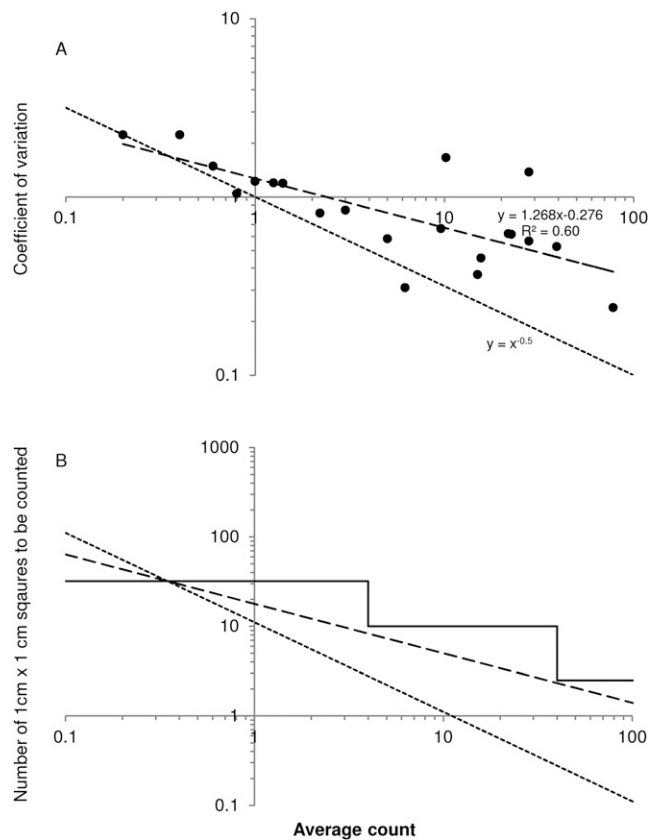 10
A
Coefficient of variation
0.1
1
10
100
y = 1.268x-0.276
R² = 0.60
y = x-0.5
0.1
Number of 1cm x 1 cm sqaures to be counted
1000
B
100
10
1
0.1
1
10
100
0.1
Average count